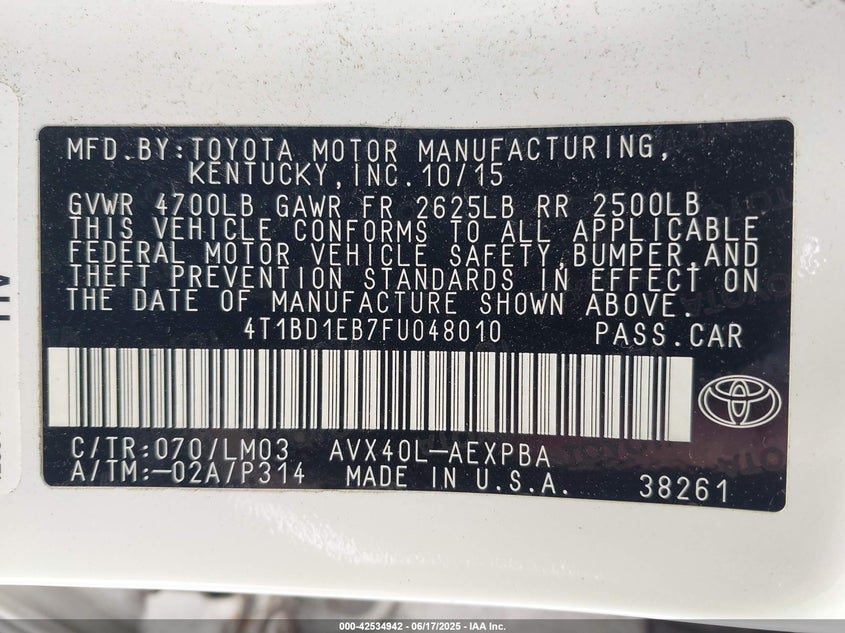 MFD.BY:TOYOTA MOTOR MANUFACTURING,
KENTUCKY,INC.10/15
GVWR 4700LB GAWR FR 2625LB RR 2500LB
THIS VEHICLE CONFORMS TO ALL APPLICABLE
FEDERAL MOTOR VEHICLE SAFETY,BUMPER,AND
THEFT PREVENTION STANDARDS IN EFFECT ON
THE DATE OF MANUFACTURE SHOWN ABOVE.
4T1BD1EB7FU048010 PASS.CAR
C/TR:070/LM03 AVX40L-AEXPBA
A/TM:-02A/P314 MADE IN U.S.A. 38261
000-42534942 - 06/17/2025 - IAA Inc.